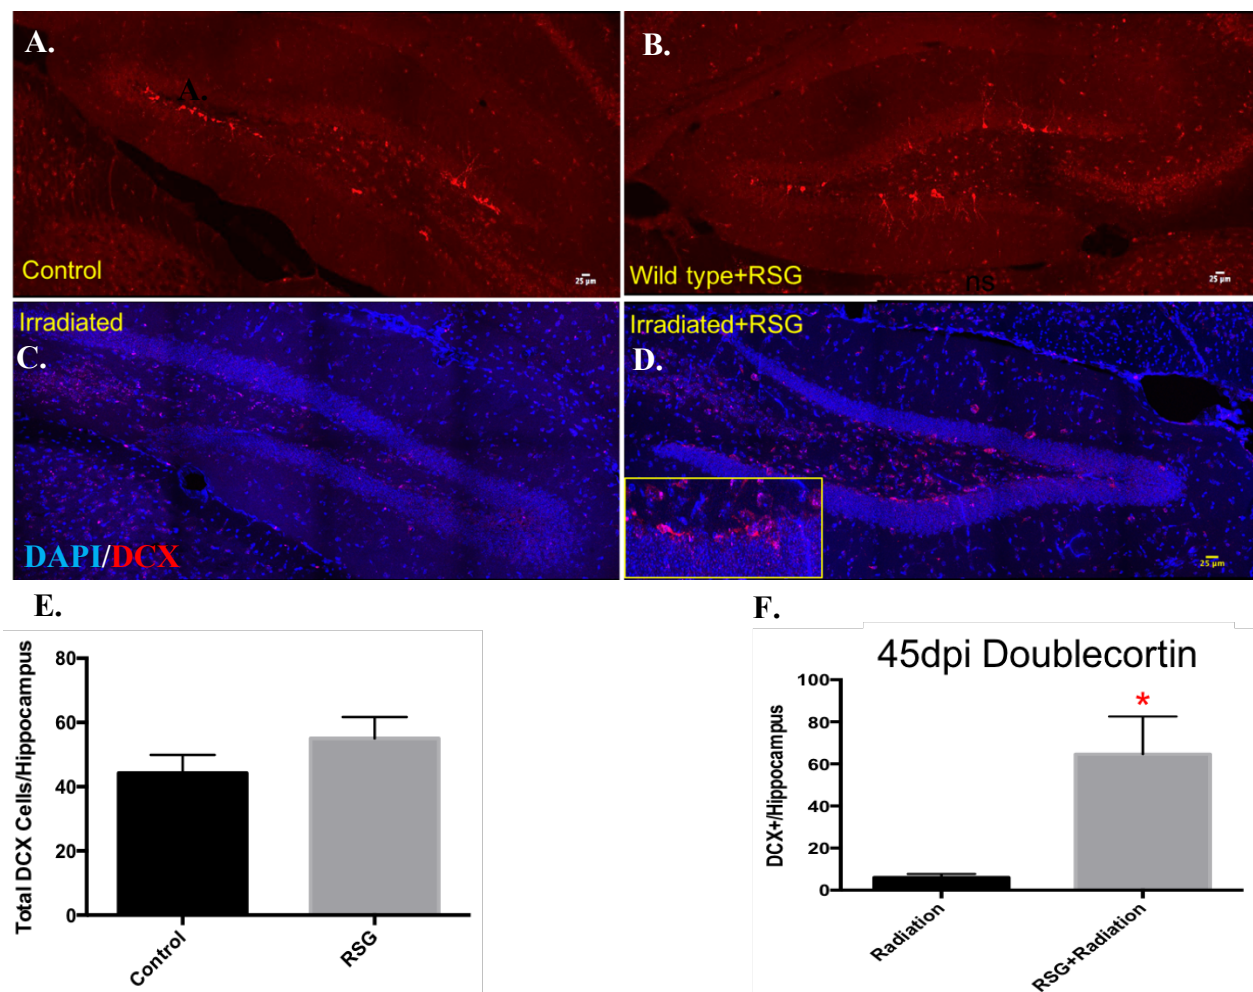 A.
A.
Control
25 µm
B.
Wild type+RSG
ns
25 µm
Irradiated
C.
DAPI/DCX
Irradiated+RSG
D.
25 µm
E.
Total DCX Cells/Hippocampus
80
60
40
20
0
Control
RSG
F.
45dpi Doublecortin
DCX+/Hippocampus
100
80
60
40
20
0
*
Radiation
RSG+Radiation